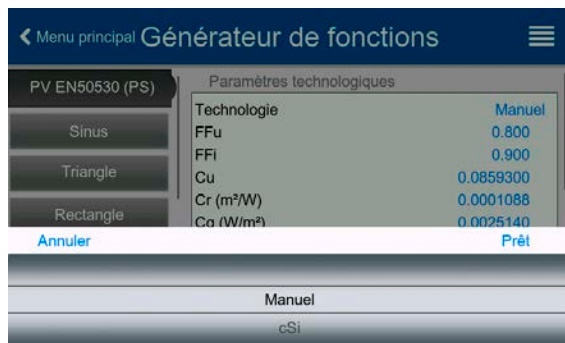 Menu principal Générateur de fonctions
PV EN50530 (PS)
Sinus
Triangle
Rectangle
Paramètres technologiques
Technologie Manuel
FFu 0.800
FFi 0.900
Cu 0.0859300
Cr (m²/W) 0.0001088
Cg (W/m²) 0.0025140
Annuler Prêt
Manuel
cSi